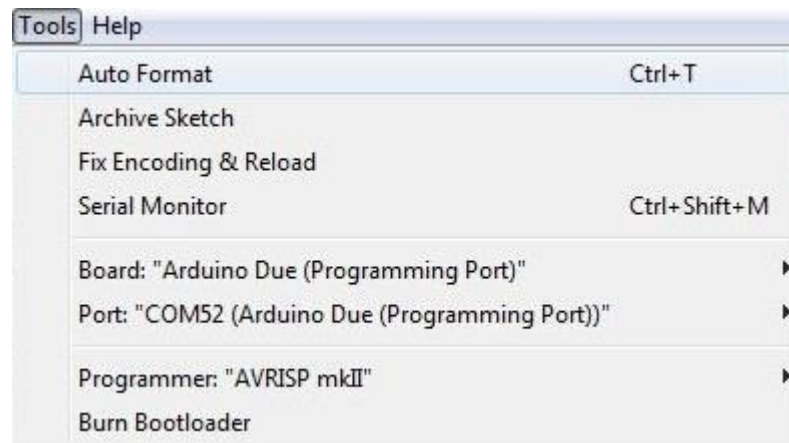 Tools Help
Auto Format Ctrl+T
Archive Sketch
Fix Encoding & Reload
Serial Monitor Ctrl+Shift+M
Board: "Arduino Due (Programming Port)"
Port: "COM52 (Arduino Due (Programming Port))"
Programmer: "AVRISP mkII"
Burn Bootloader